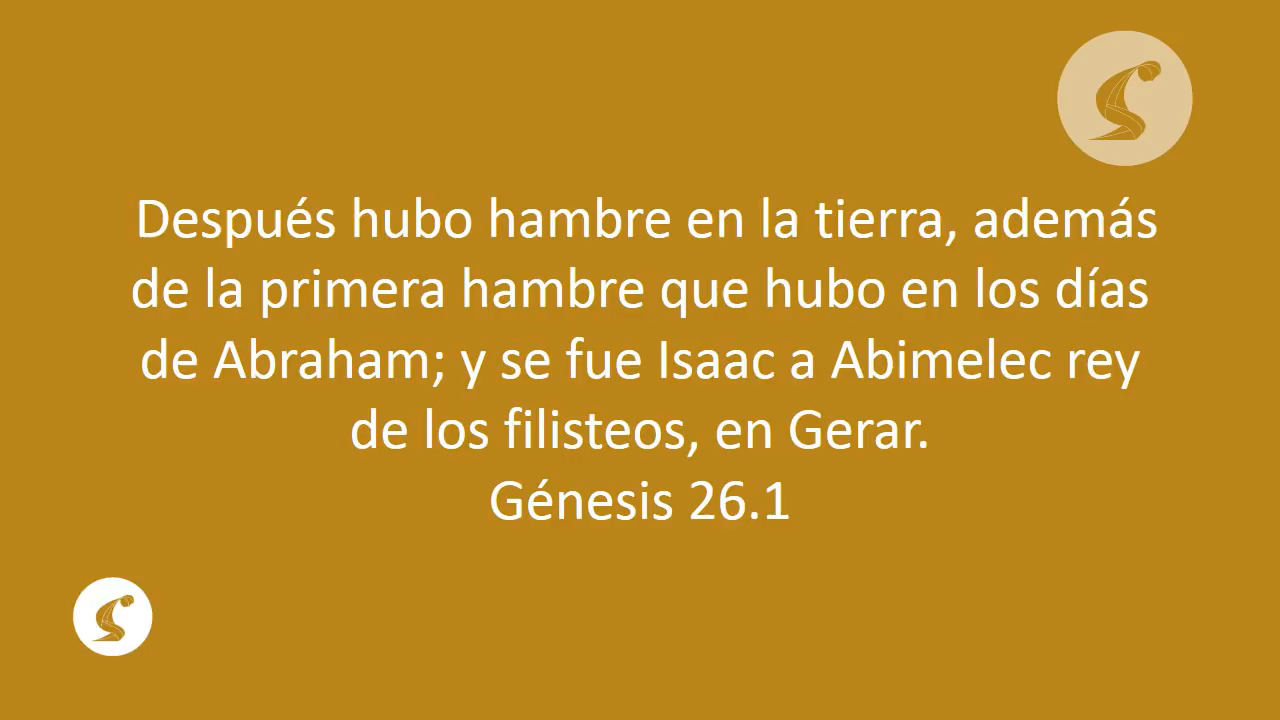 Después hubo hambre en la tierra, además
de la primera hambre que hubo en los días
de Abraham; y se fue Isaac a Abimelec rey
de los filisteos, en Gerar.
Génesis 26.1